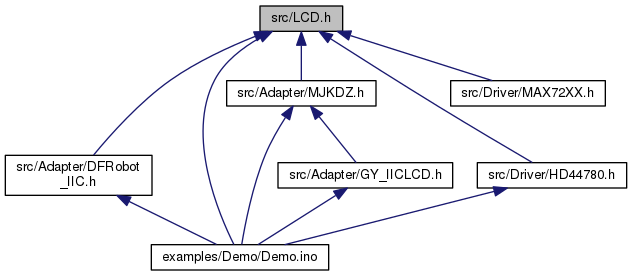 src/LCD.h
src/Adapter/MJKDZ.h
src/Driver/MAX72XX.h
src/Adapter/DFRobot
_IIC.h
src/Adapter/GY_IICLCD.h
src/Driver/HD44780.h
examples/Demo/Demo.ino